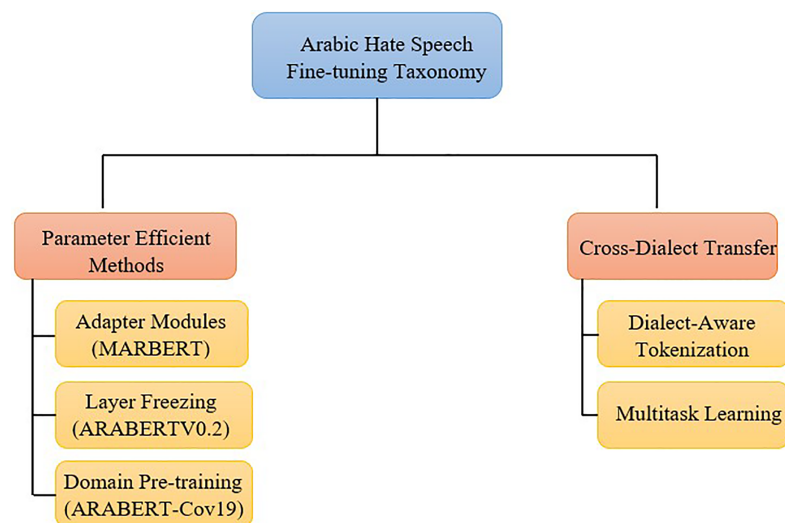 Arabic Hate Speech
Fine-tuning Taxonomy
Parameter Efficient
Methods
Adapter Modules
(MARBERT)
Layer Freezing
(ARABERTV0.2)
Domain Pre-training
(ARABERT-Cov19)
Cross-Dialect Transfer
Dialect-Aware
Tokenization
Multitask Learning